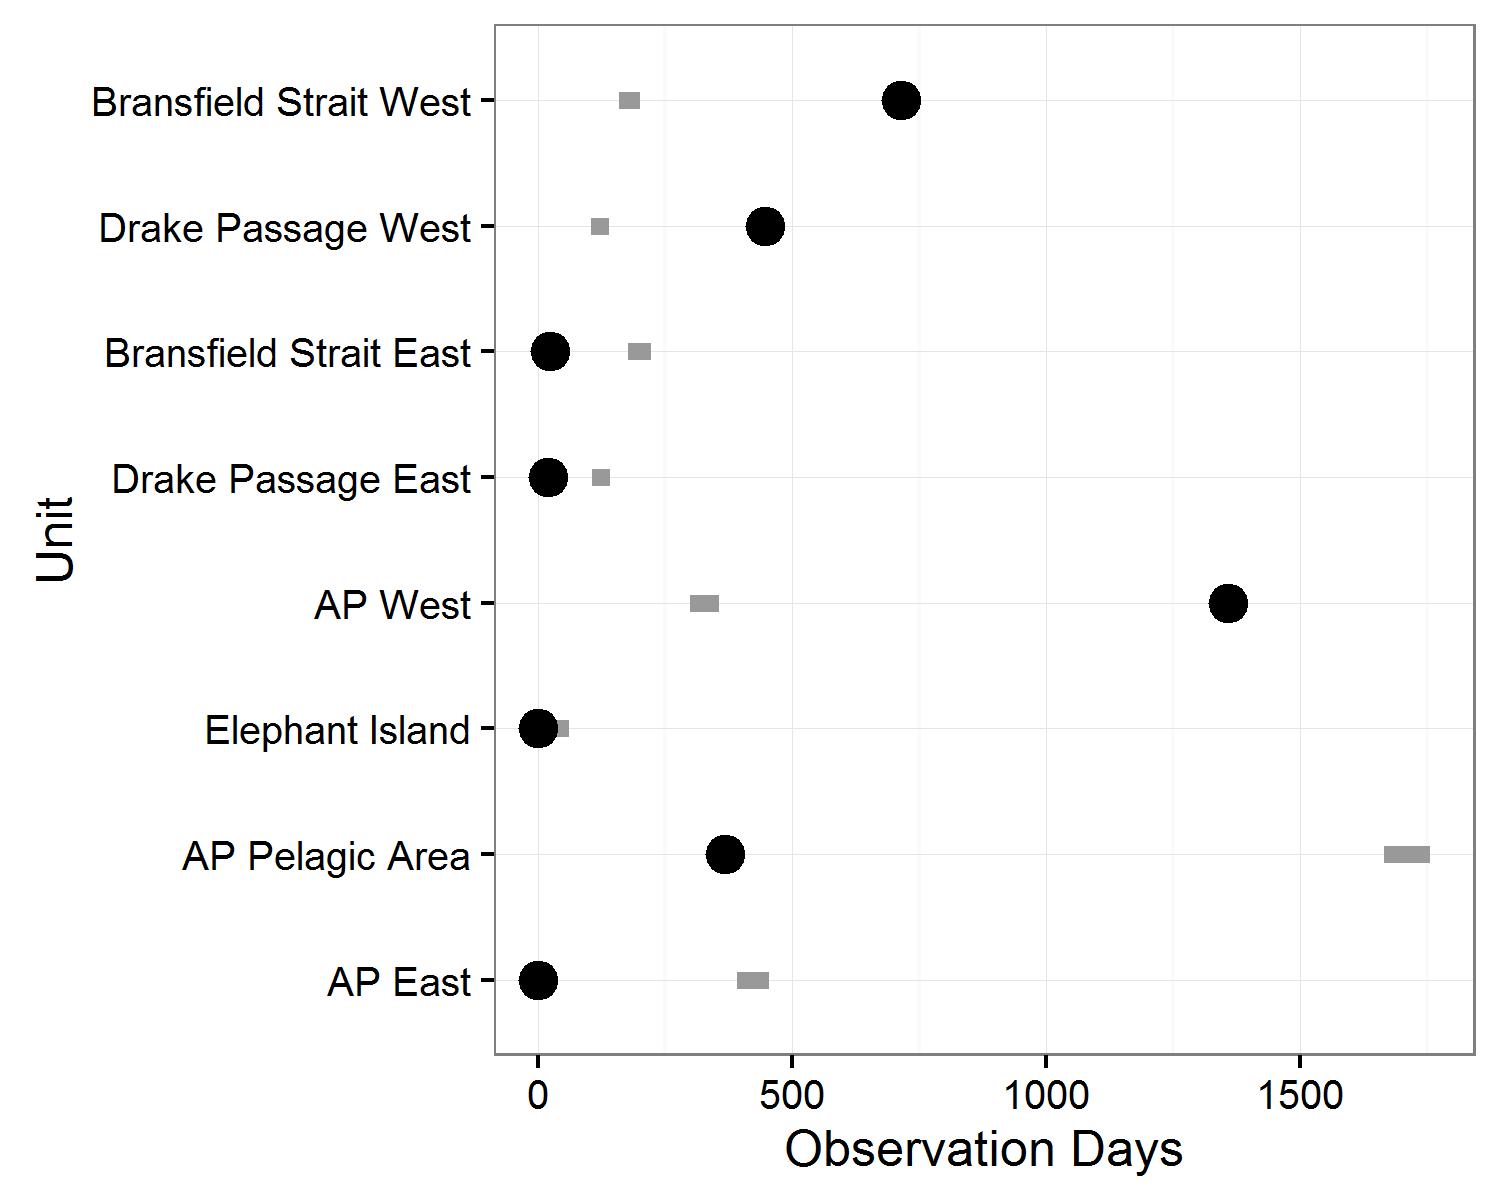 Bransfield Strait West
Drake Passage West
Bransfield Strait East
Drake Passage East
AP West
Elephant Island
AP Pelagic Area
AP East
Unit
0 500 1000 1500
Observation Days